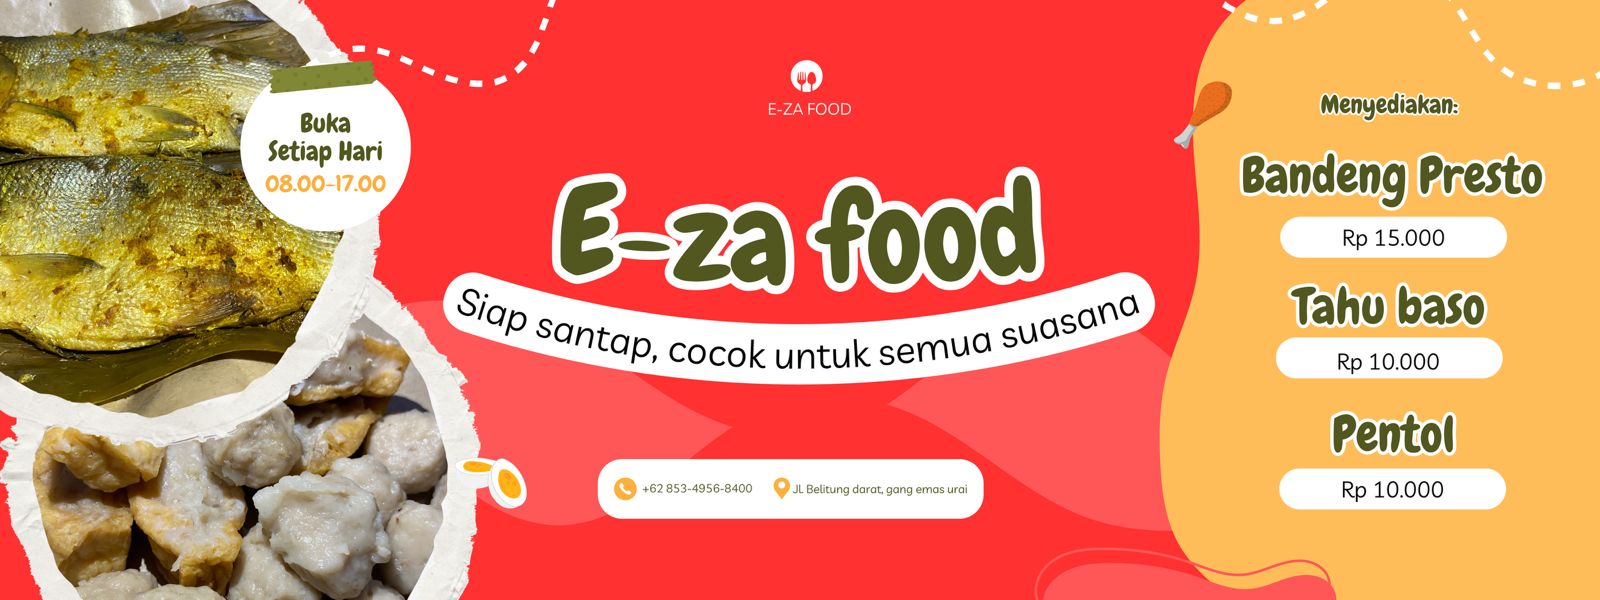 Buka
Setiap Hari
08.00-17.00
E-ZA FOOD
E-za food
Siap santap, cocok untuk semua suasana
+62 853-4956-8400
Jl. Belitung darat, gang emas urai
Menyediakan:
Bandeng Presto
Rp 15.000
Tahu baso
Rp 10.000
Pentol
Rp 10.000